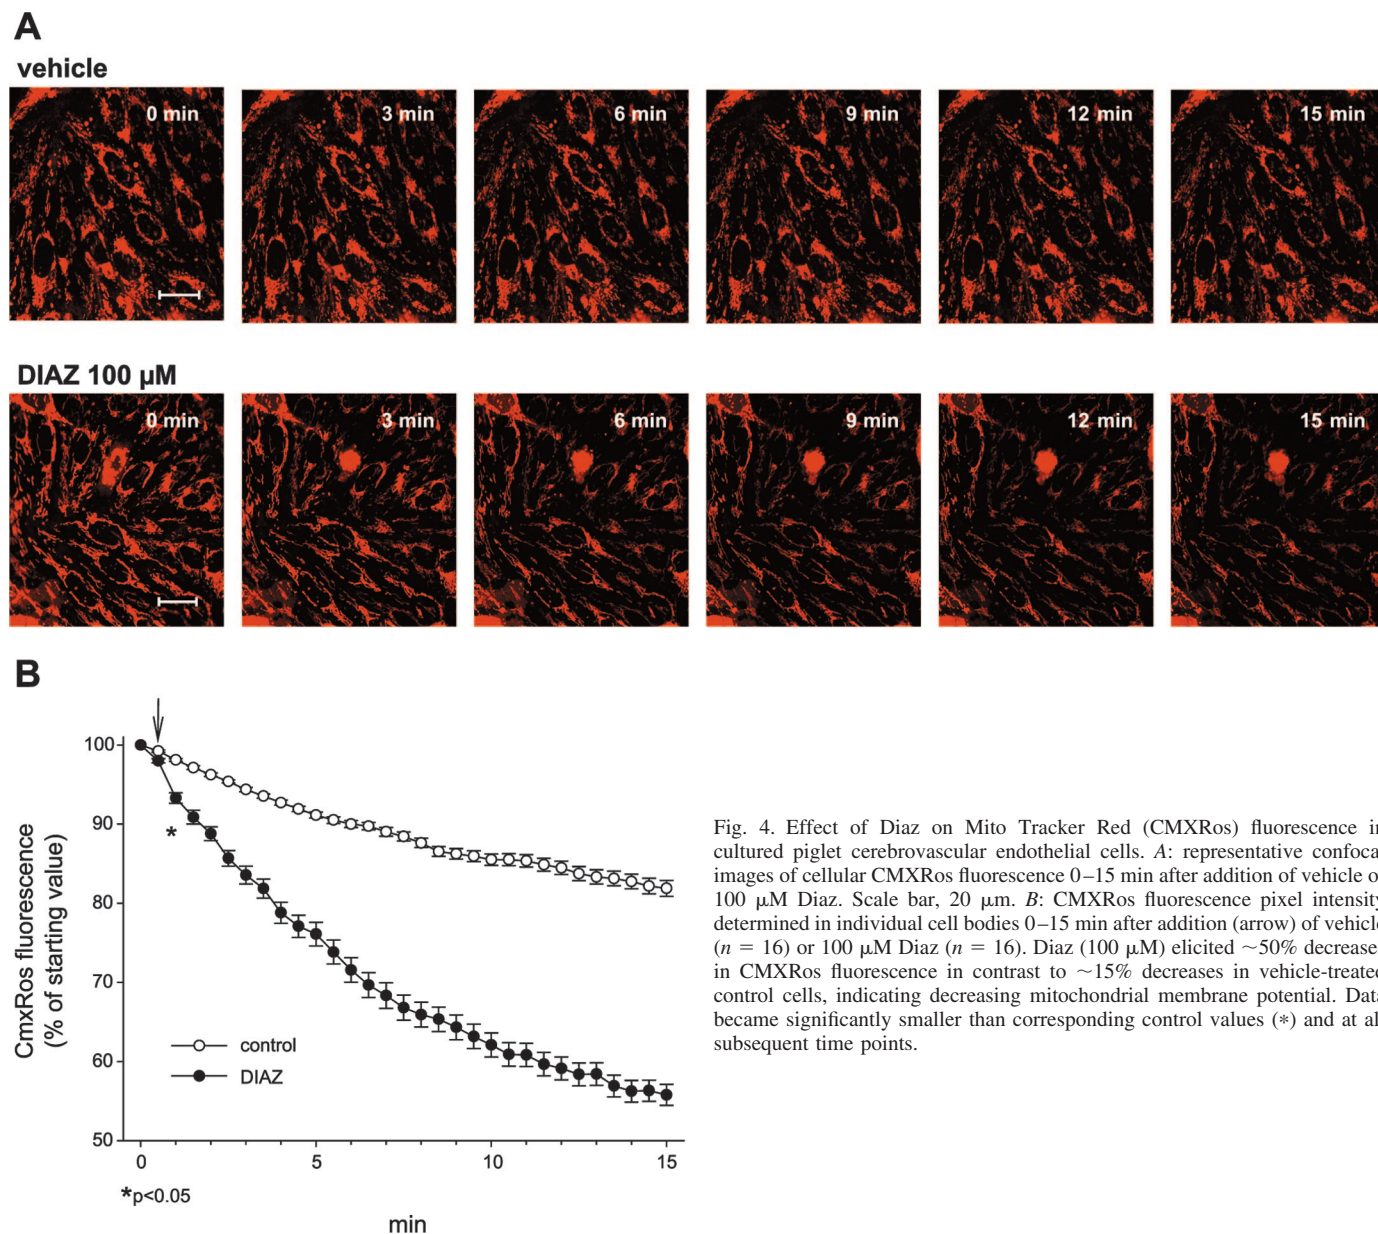 A
vehicle
0 min
3 min
6 min
9 min
12 min
15 min
DIAZ 100 µM
0 min
3 min
6 min
9 min
12 min
15 min
B
100
90
80
70
60
50
CmxRos fluorescence
(% of starting value)
*
control
DIAZ
0
5
10
15
*p<0.05
min
Fig. 4. Effect of Diaz on Mito Tracker Red (CMXRos) fluorescence in
cultured piglet cerebrovascular endothelial cells. A: representative confoca
images of cellular CMXRos fluorescence 0–15 min after addition of vehicle o
100 µM Diaz. Scale bar, 20 µm. B: CMXRos fluorescence pixel intensity
determined in individual cell bodies 0–15 min after addition (arrow) of vehicle
(n = 16) or 100 µM Diaz (n = 16). Diaz (100 µM) elicited ~50% decrease
in CMXRos fluorescence in contrast to ~15% decreases in vehicle-treated
control cells, indicating decreasing mitochondrial membrane potential. Data
became significantly smaller than corresponding control values (*) and at al
subsequent time points.